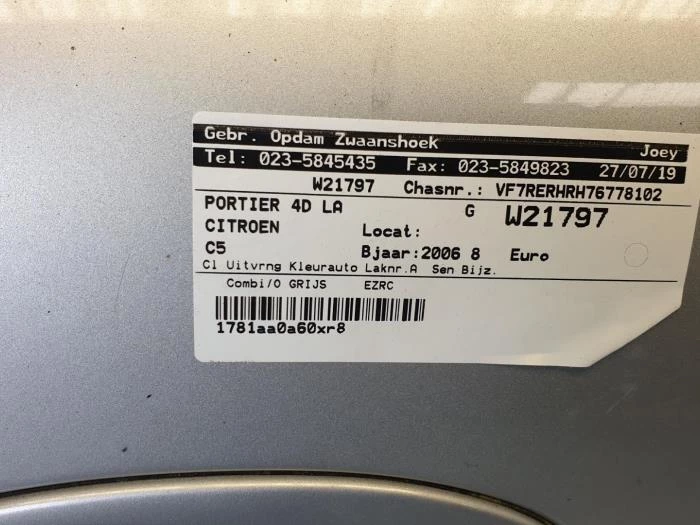 Gebr. Opdam Zwaanshoek Joey
Tel: 023-5845435 Fax: 023-5849823 27/07/19
W21797 Chasnr.: VF7RERHRH76778102
PORTIER 4D LA G W21797
CITROEN Locat:
C5 Bjaar:2006 8 Euro
Cl Uitvrng Kleurauto Laknr.A Sen Bijz.
Combi/O GRIJS EZRC
1781aa0a60xr8